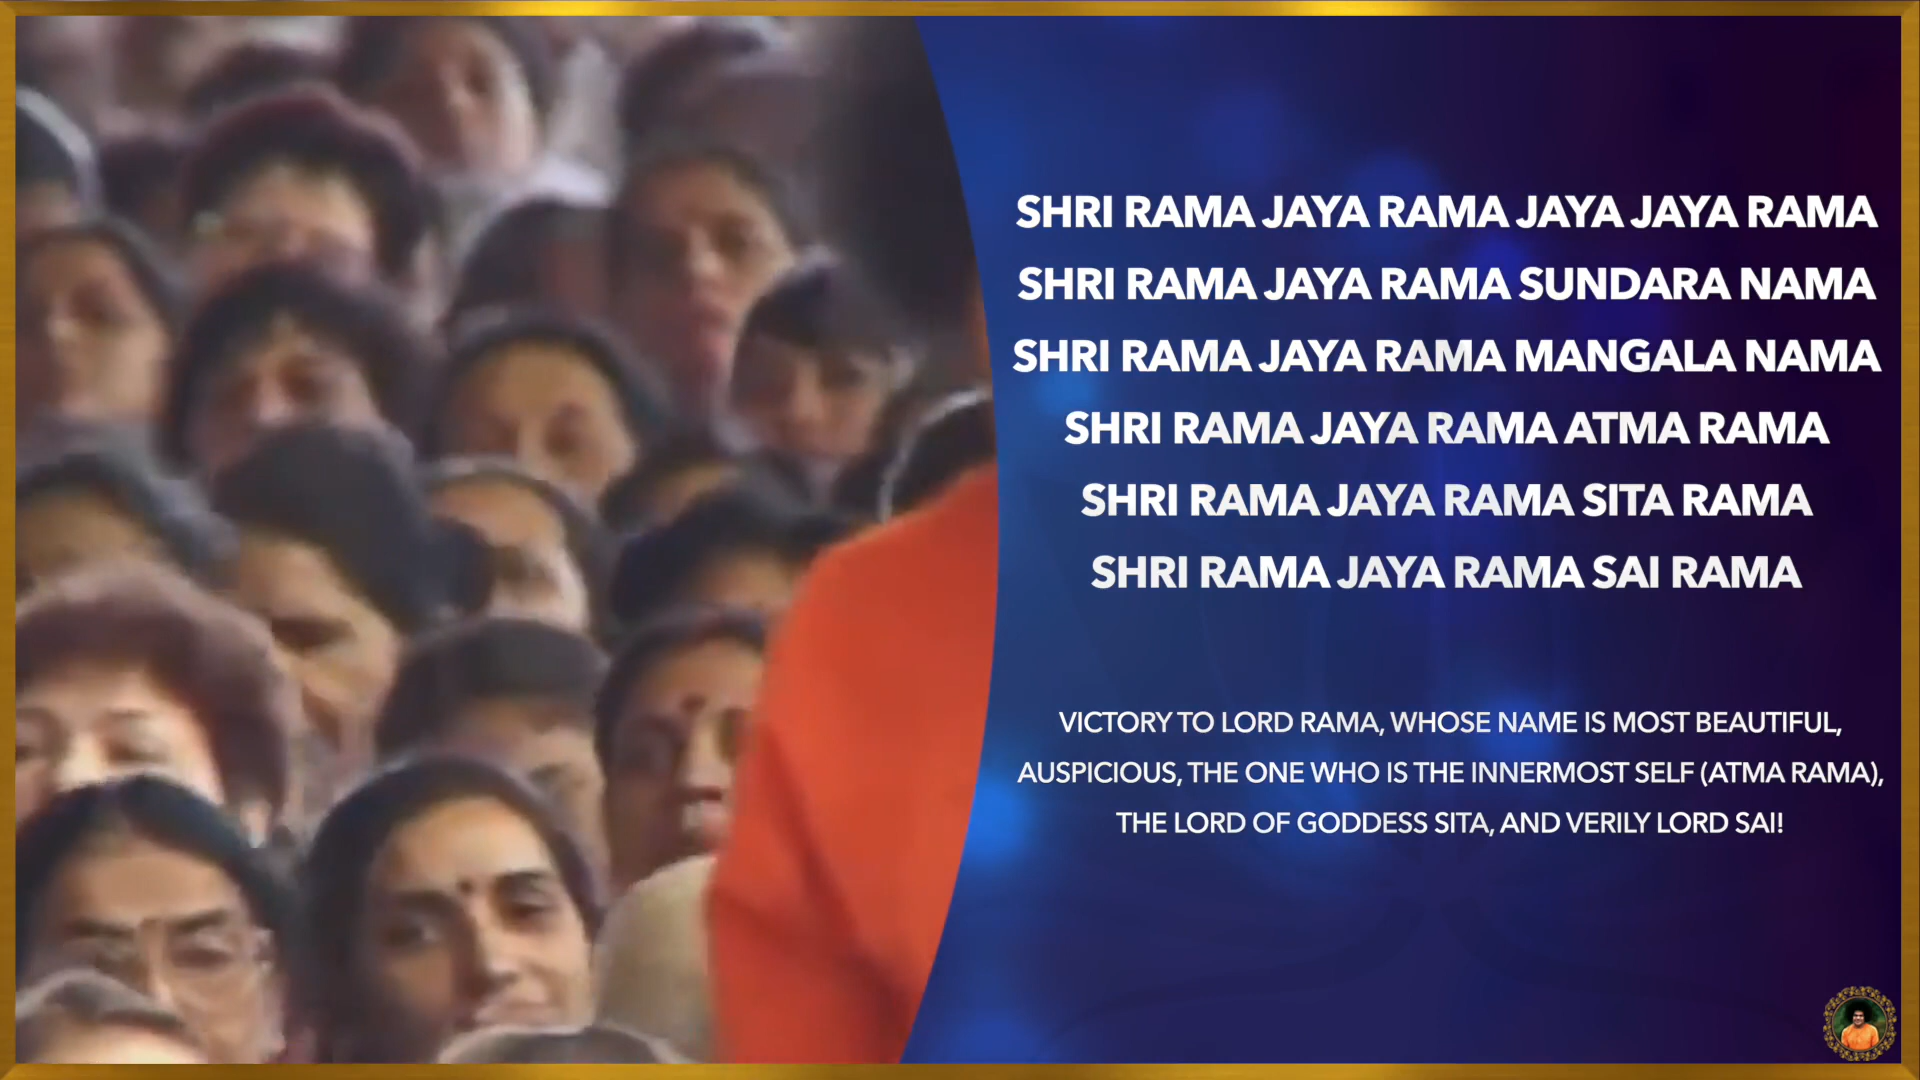 SHRI RAMA JAYA RAMA JAYA JAYA RAMA
SHRI RAMA JAYA RAMA SUNDARA NAMA
SHRI RAMA JAYA RAMA MANGALA NAMA
SHRI RAMA JAYA RAMA ATMA RAMA
SHRI RAMA JAYA RAMA SITA RAMA
SHRI RAMA JAYA RAMA SAI RAMA
VICTORY TO LORD RAMA, WHOSE NAME IS MOST BEAUTIFUL,
AUSPICIOUS, THE ONE WHO IS THE INNERMOST SELF (ATMA RAMA),
THE LORD OF GODDESS SITA, AND VERILY LORD SAI!